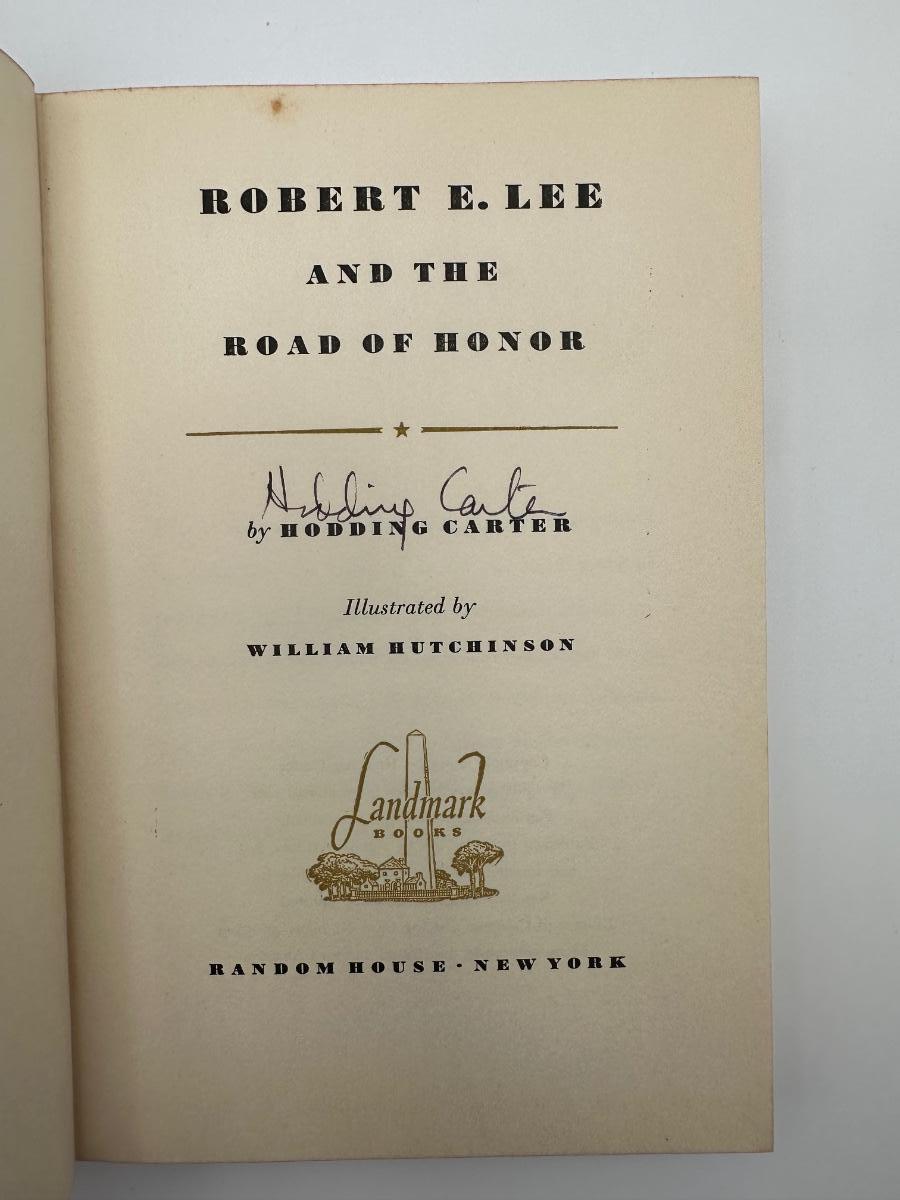 ROBERT E. LEE
AND THE
ROAD OF HONOR
Hodding Carter
by HODDING CARTER
Illustrated by
WILLIAM HUTCHINSON
Landmark
BOOKS
RANDOM HOUSE · NEW YORK